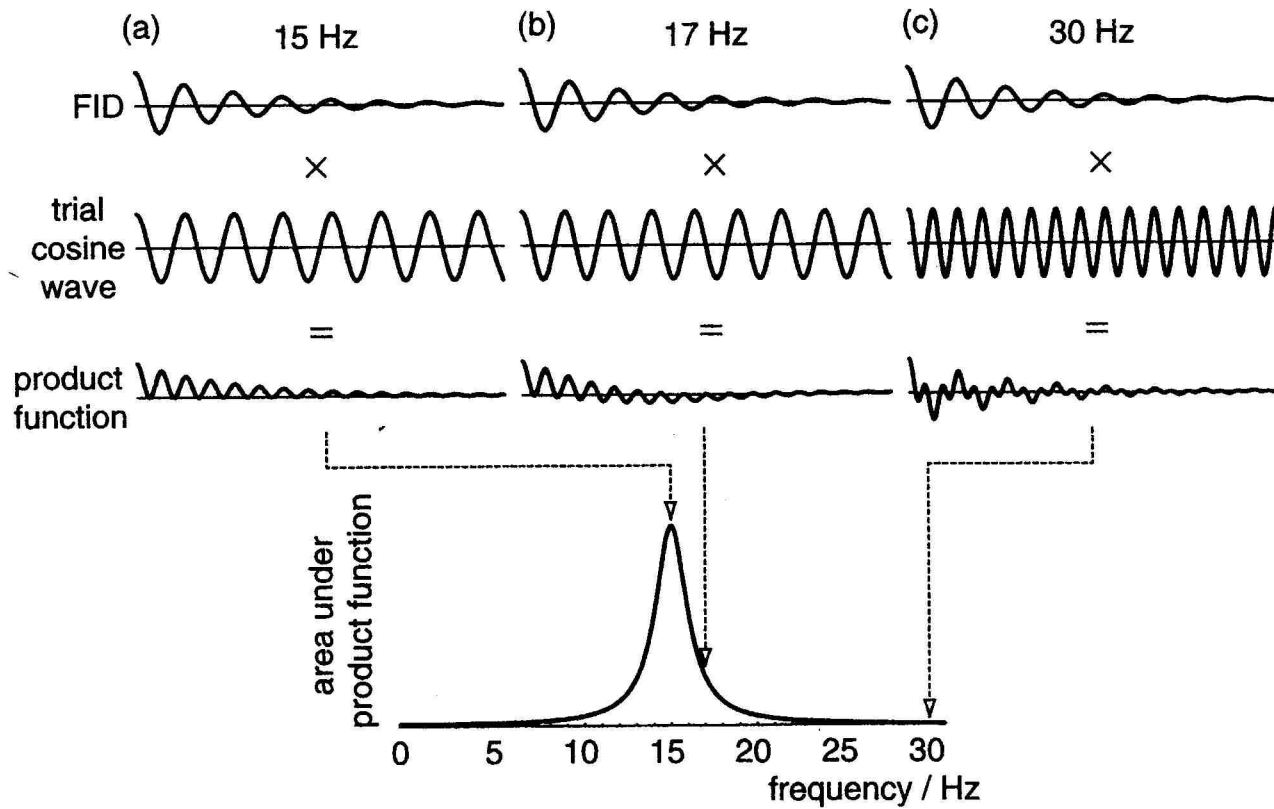 (a) 15 Hz (b) 17 Hz (c) 30 Hz
FID
× × ×
trial
cosine
wave
= = =
product
function
area under
product function
0 5 10 15 20 25 30
frequency / Hz